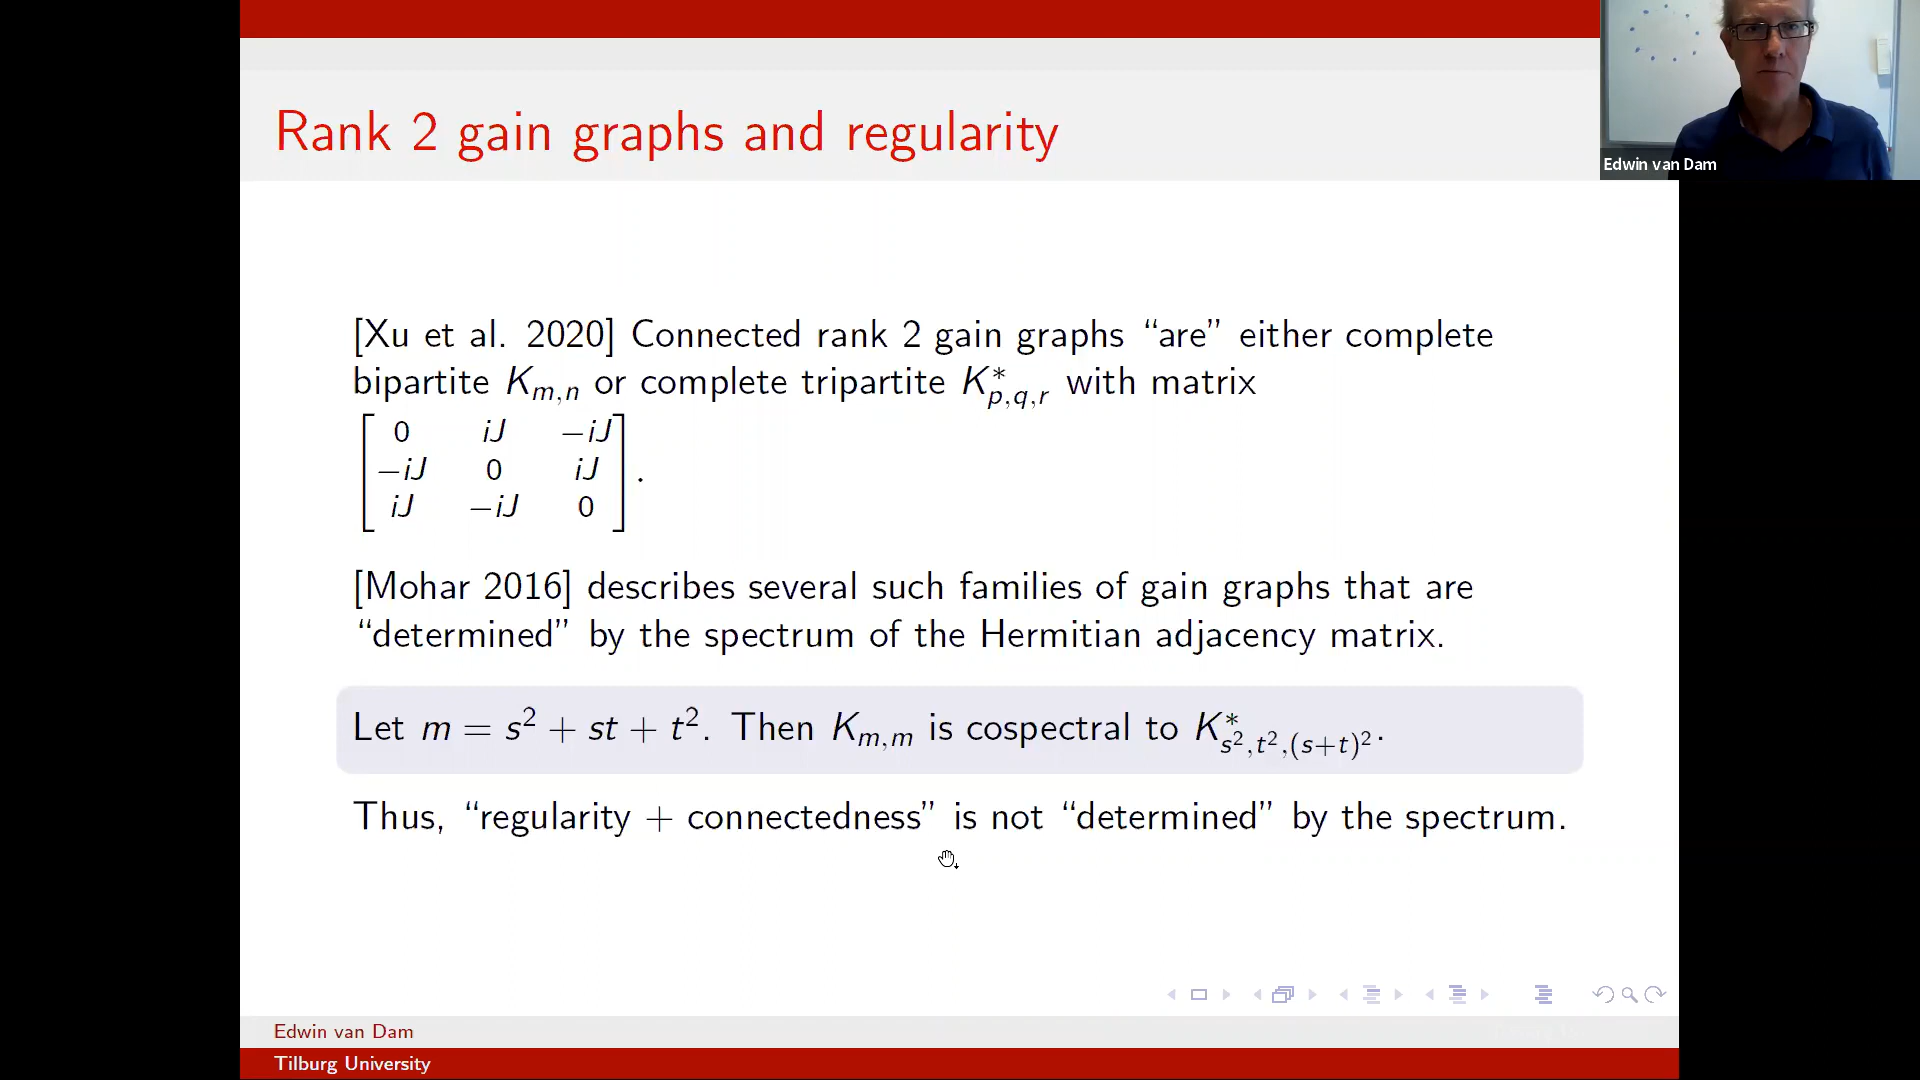 Rank 2 gain graphs and regularity
Edwin van Dam
[Xu et al. 2020] Connected rank 2 gain graphs “are” either complete
bipartite K_{m,n} or complete tripartite K^*_{p,q,r} with matrix
0 iJ −iJ
−iJ 0 iJ
iJ −iJ 0 .
[Mohar 2016] describes several such families of gain graphs that are
“determined” by the spectrum of the Hermitian adjacency matrix.
Let m = s² + st + t². Then K_{m,m} is cospectral to K^*_{s²,t²,(s+t)²}.
Thus, “regularity + connectedness” is not “determined” by the spectrum.
Edwin van Dam
Tilburg University